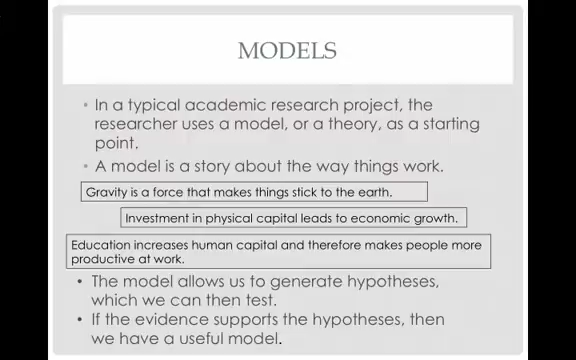 MODELS
• In a typical academic research project, the
researcher uses a model, or a theory, as a starting
point.
• A model is a story about the way things work.
Gravity is a force that makes things stick to the earth.
Investment in physical capital leads to economic growth.
Education increases human capital and therefore makes people more
productive at work.
• The model allows us to generate hypotheses,
which we can then test.
• If the evidence supports the hypotheses, then
we have a useful model.